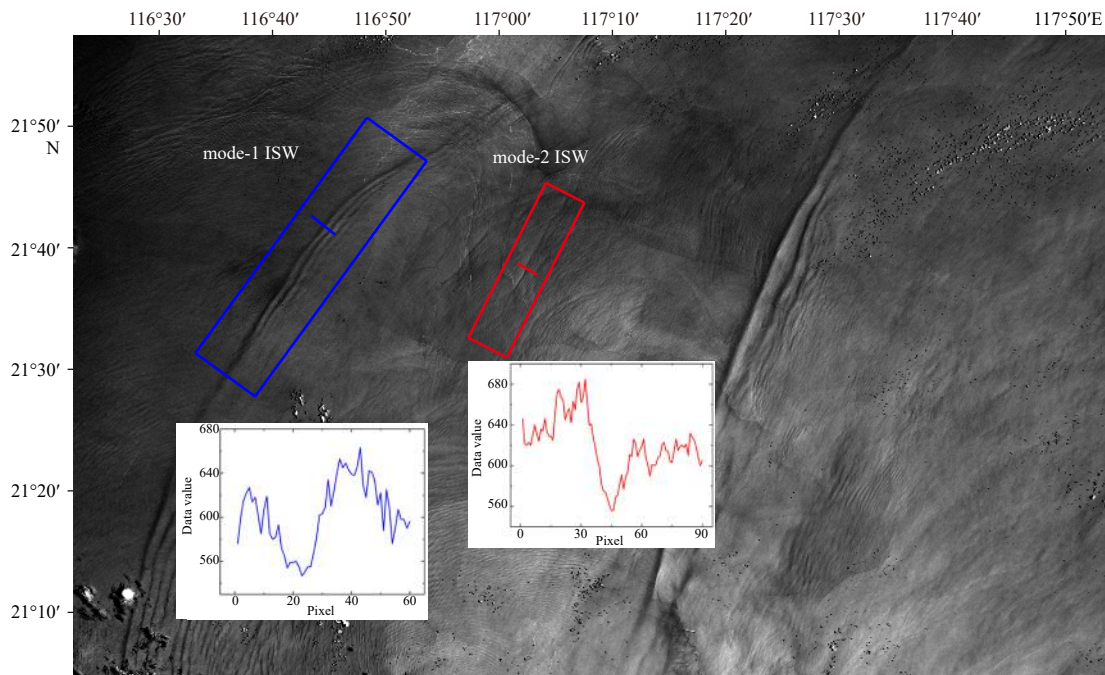 116°30′ 116°40′ 116°50′ 117°00′ 117°10′ 117°20′ 117°30′ 117°40′ 117°50′E
21°50′
N
mode-1 ISW
mode-2 ISW
21°40′
21°30′
680
640
600
560
Data value
0 30 60 90
Pixel
680
640
600
560
Data value
0 20 40 60
Pixel
21°20′
21°10′